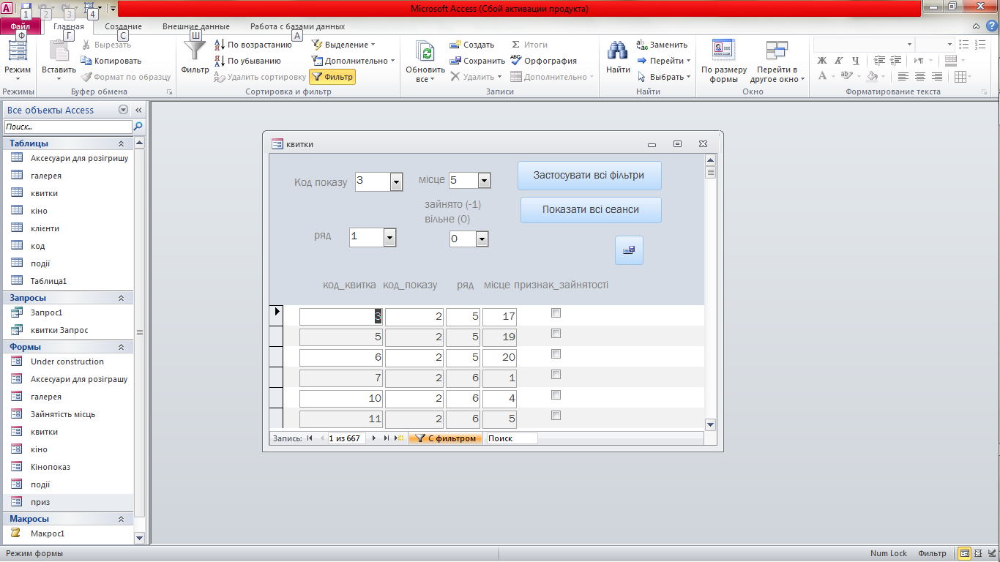 Microsoft Access (Сбой активации продукта)
1 2 3 4
Файл Главная Создание Внешние данные Работа с базами данных
Ф Г С Ш А
Режим
Режимы
Вставить
Вырезать
Копировать
Формат по образцу
Буфер обмена
Фильтр
По возрастанию
По убыванию
Удалить сортировку
Выделение
Дополнительно
Фильтр
Сортировка и фильтр
Обновить
все
Создать
Сохранить
Удалить
Итоги
Орфография
Дополнительно
Записи
Найти
Заменить
Перейти
Выбрать
Найти
По размеру
формы
Перейти в
другое окно
Окно
Ж К Ч
А
Форматирование текста
Все объекты Access
Поиск...
Таблицы
Аксесуари для розігришу
галерея
квитки
кіно
клієнти
код
події
Таблица1
Запросы
Запрос1
квитки Запрос
Формы
Under construction
Аксесуари для розіграшу
галерея
Зайнятість місць
квитки
кіно
Кінопоказ
події
приз
Макросы
Макрос1
квитки
Код показу 3 місце 5 Застосувати всі фільтри
зайнято (-1)
вільне (0)
Показати всі сеанси
ряд 1 0
код_квитка код_показу ряд місце признак_зайнятості
3 2 5 17
5 2 5 19
6 2 5 20
7 2 6 1
10 2 6 4
11 2 6 5
Запись: 1 из 667 С фильтром Поиск
Режим формы Num Lock Фильтр